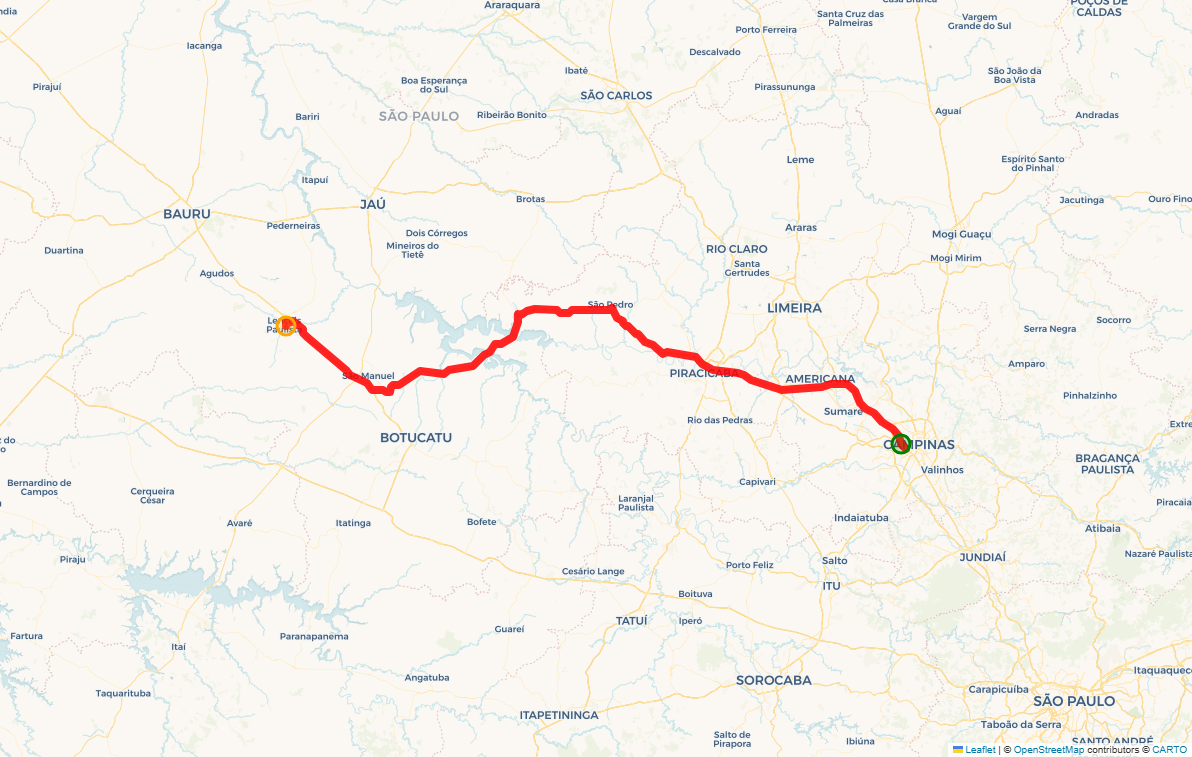 Araraquara
Casa Branca
POÇOS DE
CALDAS
Santa Cruz das
Palmeiras
Vargem
Grande do Sul
Porto Ferreira
Iacanga
Descalvado
Ibaté
São João da
Boa Vista
Pirajuí
Boa Esperança
do Sul
Pirassununga
SÃO CARLOS
Aguaí
Andradas
Bariri
SÃO PAULO
Ribeirão Bonito
Leme
Espírito Santo
do Pinhal
Itapuí
Brotas
Jacutinga
Ouro Fino
JAÚ
BAURU
Pederneiras
Araras
Dois Córregos
Mogi Guaçu
Mineiros do
Tietê
Duartina
RIO CLARO
Mogi Mirim
Santa
Gertrudes
Agudos
São Pedro
LIMEIRA
Lençóis
Paulista
Serra Negra
Socorro
Amparo
São Manuel
PIRACICABA
AMERICANA
Pinhalzinho
Sumaré
Rio das Pedras
BOTUCATU
CAMPINAS
BRAGANÇA
PAULISTA
Valinhos
Bernardino de
Campos
Cerqueira
César
Capivari
Laranjal
Paulista
Piracaia
Avaré
Itatinga
Bofete
Indaiatuba
Atibaia
Piraju
JUNDIAÍ
Nazaré Paulista
Salto
Cesário Lange
Porto Feliz
ITU
Boituva
Fartura
Paranapanema
Guareí
TATUÍ
Iperó
Itaí
Angatuba
SOROCABA
Itaquaquece
Taquarituba
Carapicuíba
SÃO PAULO
ITAPETININGA
Taboão da Serra
Salto de
Pirapora
Ibiúna
SANTO ANDRÉ
Leaflet | © OpenStreetMap contributors © CARTO